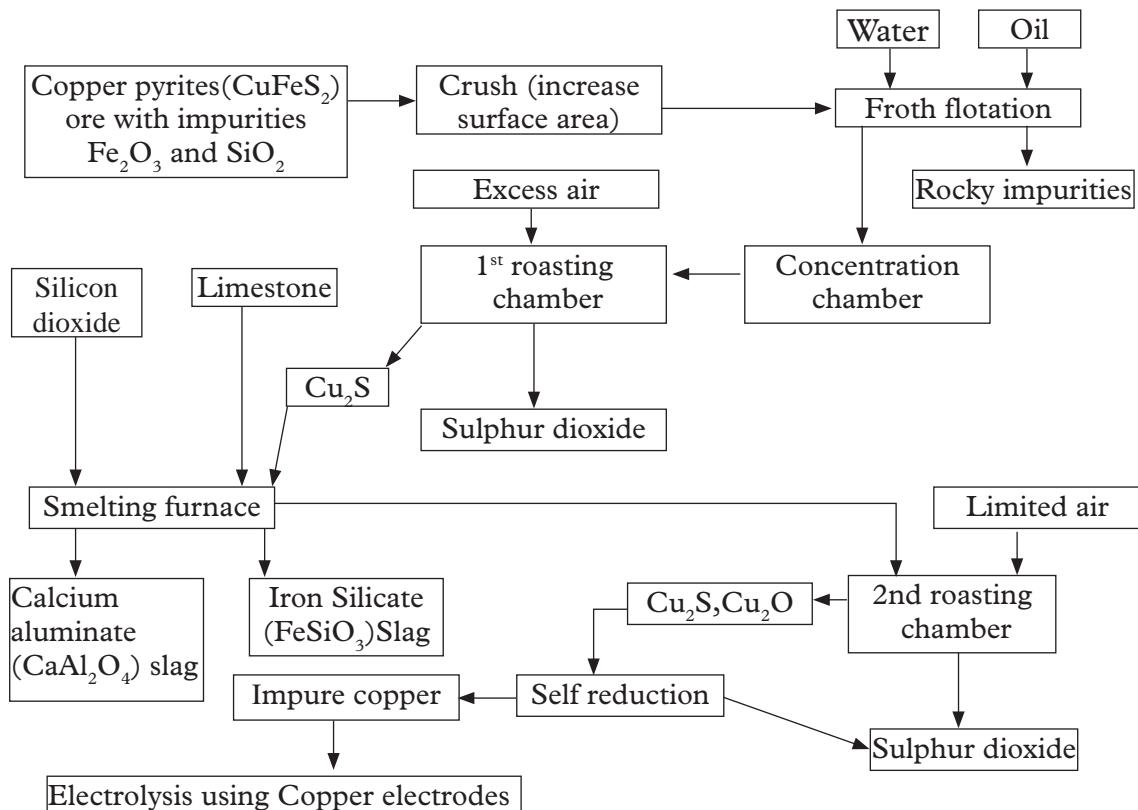 Water
Oil
Copper pyrites(CuFeS₂)
ore with impurities
Fe₂O₃ and SiO₂
Crush (increase
surface area)
Froth flotation
Rocky impurities
Excess air
1ˢᵗ roasting
chamber
Concentration
chamber
Silicon
dioxide
Limestone
Cu₂S
Sulphur dioxide
Smelting furnace
Limited air
Calcium
aluminate
(CaAl₂O₄) slag
Iron Silicate
(FeSiO₃)Slag
Cu₂S,Cu₂O
2nd roasting
chamber
Impure copper
Self reduction
Sulphur dioxide
Electrolysis using Copper electrodes